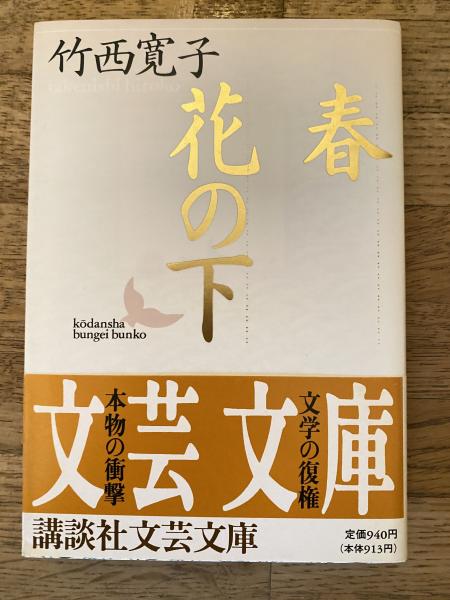 竹西寛子
春
花の下
kōdansha
bungei bunko
文芸文庫
文学の復権
本物の衝撃
講談社文芸文庫
定価940円
(本体913円)